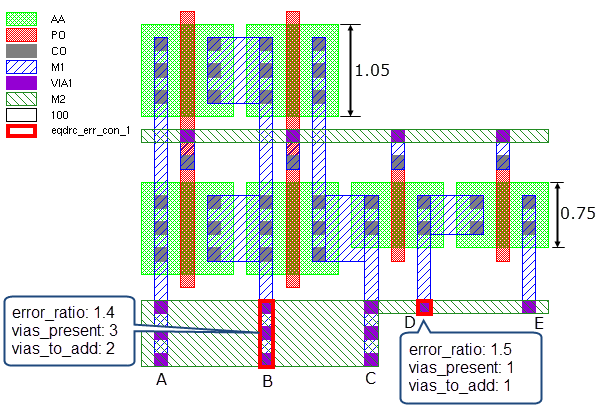 AA
PO
CO
M1
VIA1
M2
100
eqdrc_err_con_1
1.05
0.75
error_ratio: 1.4
vias_present: 3
vias_to_add: 2
D
E
error_ratio: 1.5
vias_present: 1
vias_to_add: 1
A
B
C